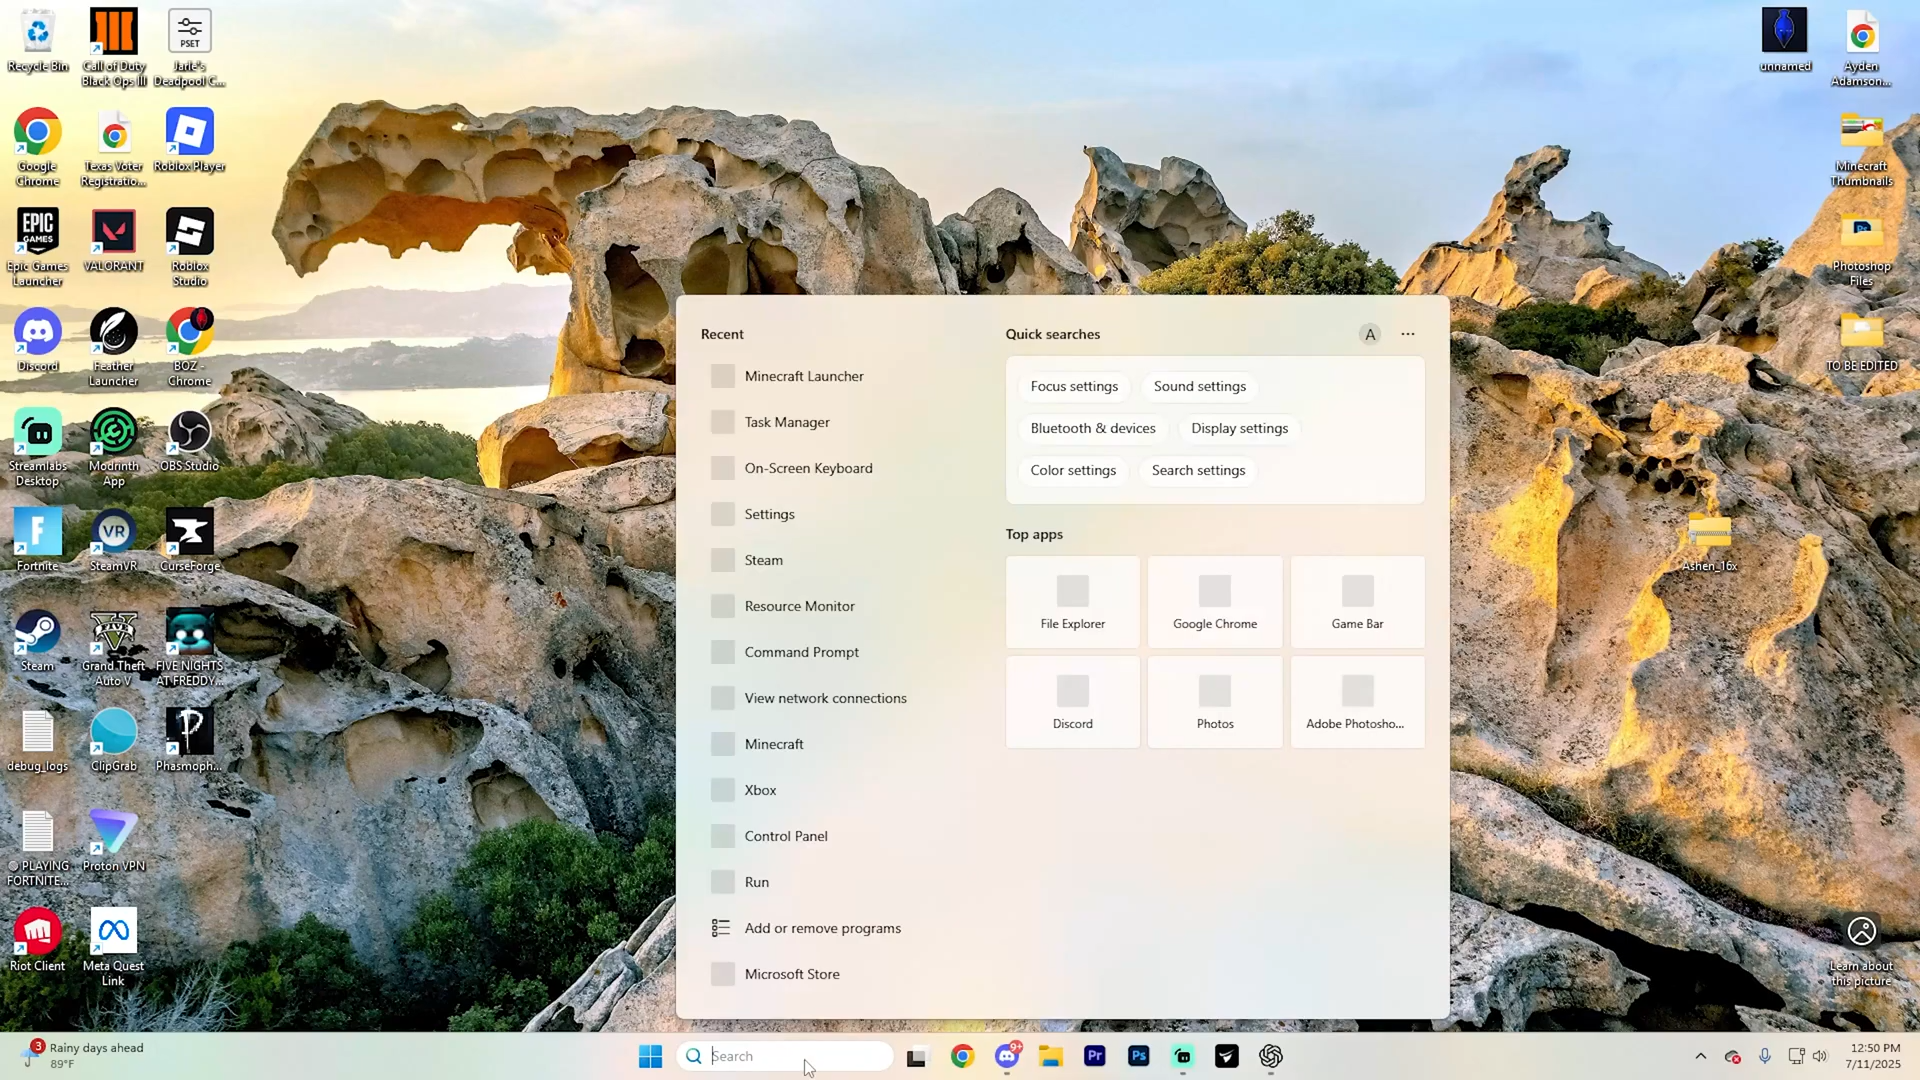 Recycle Bin
Call of Duty
Black Ops III
PSET
Jarle's
Deadpool C...
Google
Chrome
Texas Voter
Registratio...
Roblox Player
EPIC
GAMES
Epic Games
Launcher
VALORANT
Roblox
Studio
Discord
Feather
Launcher
BOZ -
Chrome
Streamlabs
Desktop
Modrinth
App
OBS Studio
Fortnite
VR
SteamVR
CurseForge
Steam
Grand Theft
Auto V
FIVE NIGHTS
AT FREDDY...
debug_logs
ClipGrab
Phasmoph...
PLAYING
FORTNITE...
Proton VPN
Riot Client
Meta Quest
Link
unnamed
Ayden
Adamson...
Minecraft
Thumbnails
Photoshop
Files
TO BE EDITED
Ashen_16x
Learn about
this picture
Recent
Minecraft Launcher
Task Manager
On-Screen Keyboard
Settings
Steam
Resource Monitor
Command Prompt
View network connections
Minecraft
Xbox
Control Panel
Run
Add or remove programs
Microsoft Store
Quick searches
A
Focus settings
Sound settings
Bluetooth & devices
Display settings
Color settings
Search settings
Top apps
File Explorer
Google Chrome
Game Bar
Discord
Photos
Adobe Photosho...
3
Rainy days ahead
89°F
Search
9+
Pr
Ps
12:50 PM
7/11/2025